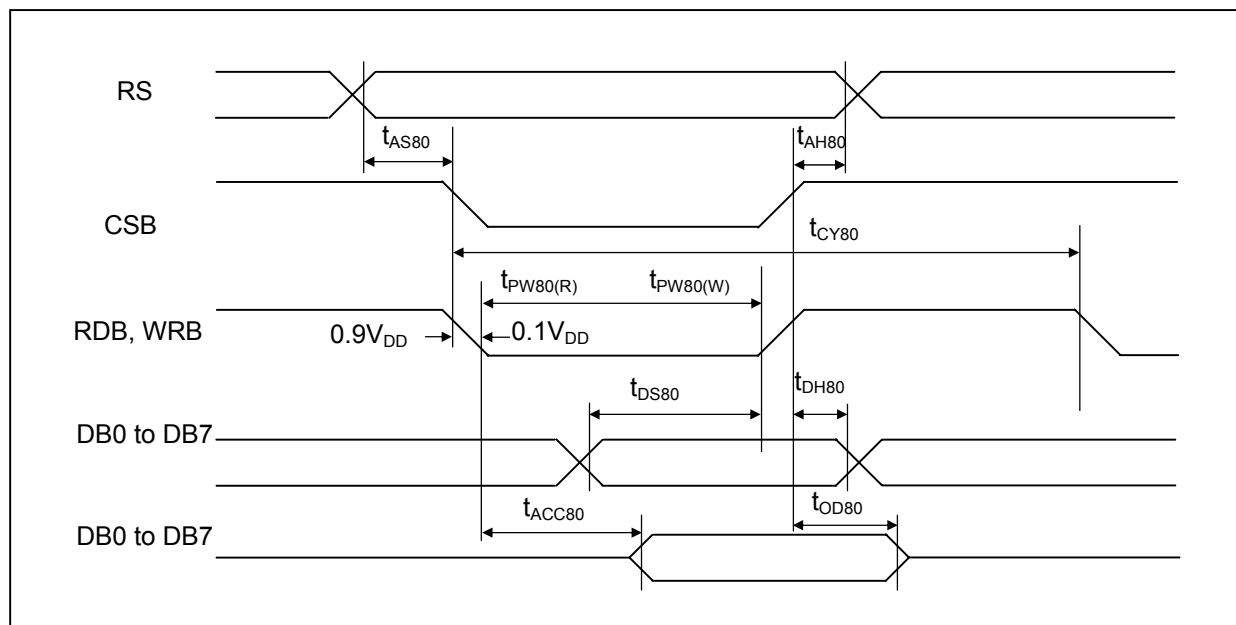 RS
tAS80
tAH80
CSB
tCY80
tPW80(R) tPW80(W)
RDB, WRB
0.9VDD 0.1VDD
tDS80 tDH80
DB0 to DB7
tACC80 tOD80
DB0 to DB7